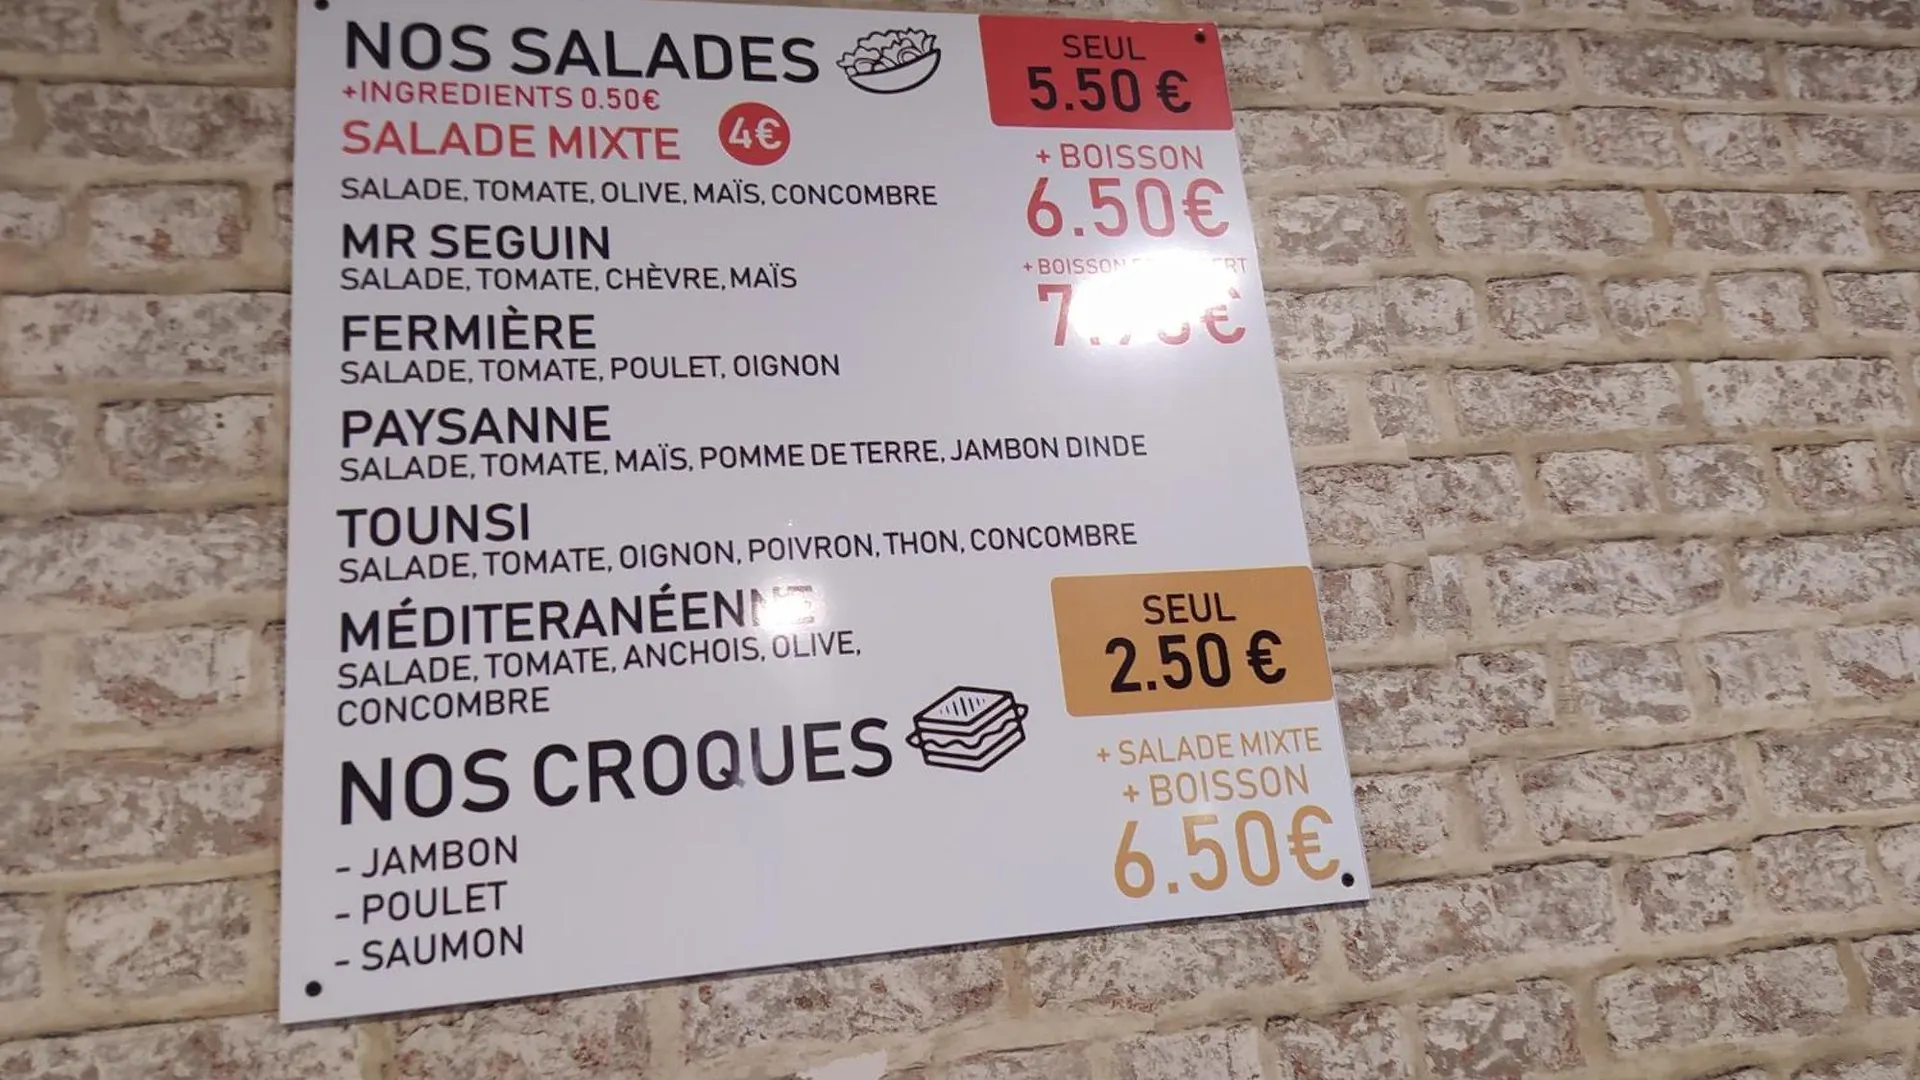 NOS SALADES
+INGREDIENTS 0.50€
SALADE MIXTE 4€
SALADE, TOMATE, OLIVE, MAÏS, CONCOMBRE
MR SEGUIN
SALADE, TOMATE, CHÈVRE, MAÏS
FERMIÈRE
SALADE, TOMATE, POULET, OIGNON
PAYSANNE
SALADE, TOMATE, MAÏS, POMME DE TERRE, JAMBON DINDE
TOUNSI
SALADE, TOMATE, OIGNON, POIVRON, THON, CONCOMBRE
MÉDITERANÉENNE
SALADE, TOMATE, ANCHOIS, OLIVE,
CONCOMBRE
SEUL
5.50 €
+ BOISSON
6.50€
+ BOISSON
NOS CROQUES
- JAMBON
- POULET
- SAUMON
SEUL
2.50 €
+ SALADE MIXTE
+ BOISSON
6.50€